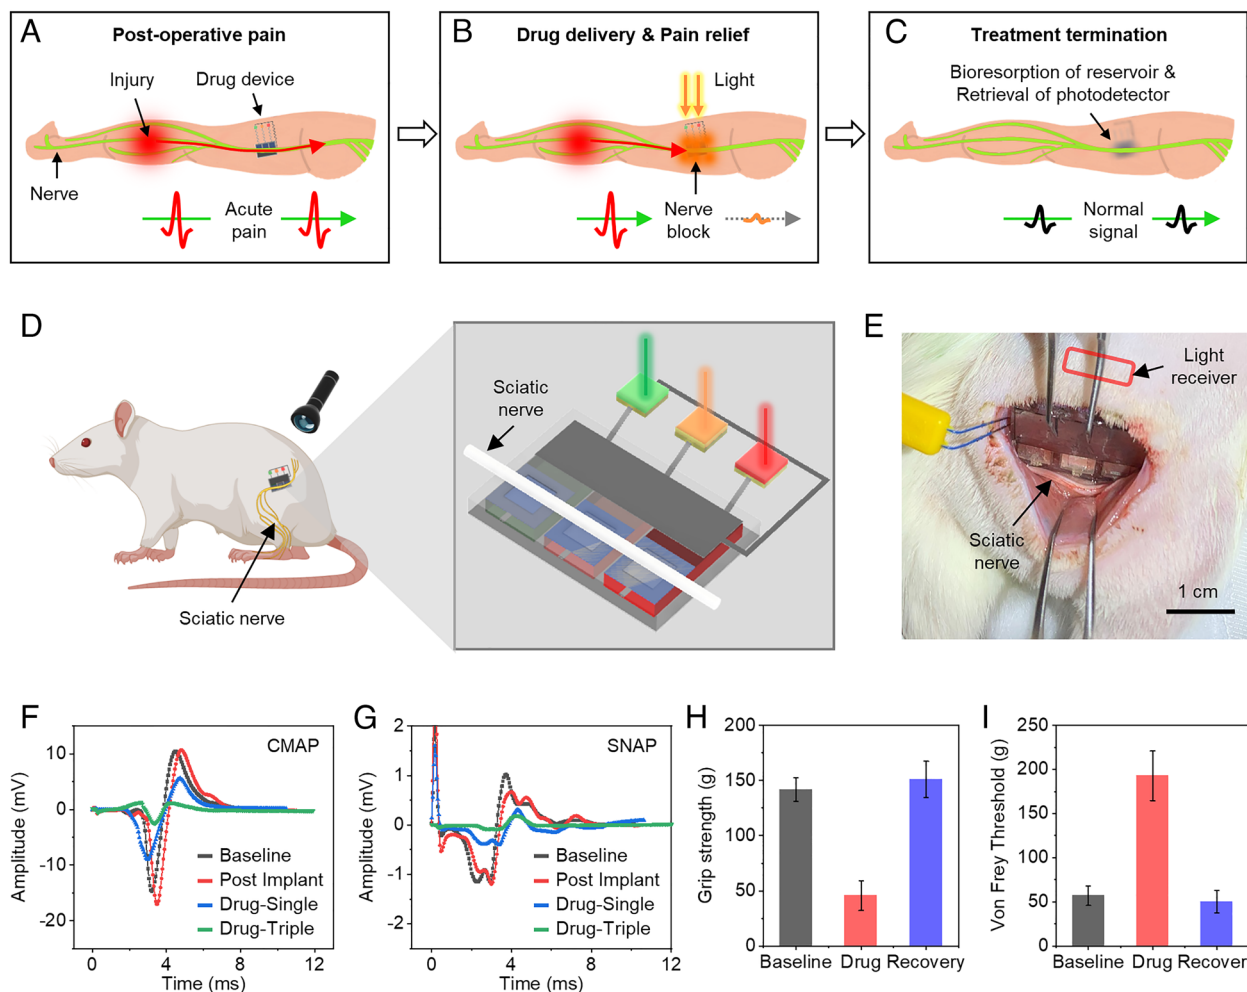 A
Post-operative pain
Injury
Drug device
Nerve
Acute
pain
B
Drug delivery & Pain relief
Light
Nerve
block
C
Treatment termination
Bioresorption of reservoir &
Retrieval of photodetector
Normal
signal
D
Sciatic nerve
Sciatic
nerve
E
Light
receiver
Sciatic
nerve
1 cm
F
CMAP
Amplitude (mV)
10
0
-10
-20
Baseline
Post Implant
Drug-Single
Drug-Triple
0 4 8 12
Time (ms)
G
SNAP
Amplitude (mV)
2
1
0
-1
-2
Baseline
Post Implant
Drug-Single
Drug-Triple
0 4 8 12
Time (ms)
H
Grip strength (g)
200
150
100
50
0
Baseline Drug Recovery
I
Von Frey Threshold (g)
250
200
150
100
50
0
Baseline Drug Recover